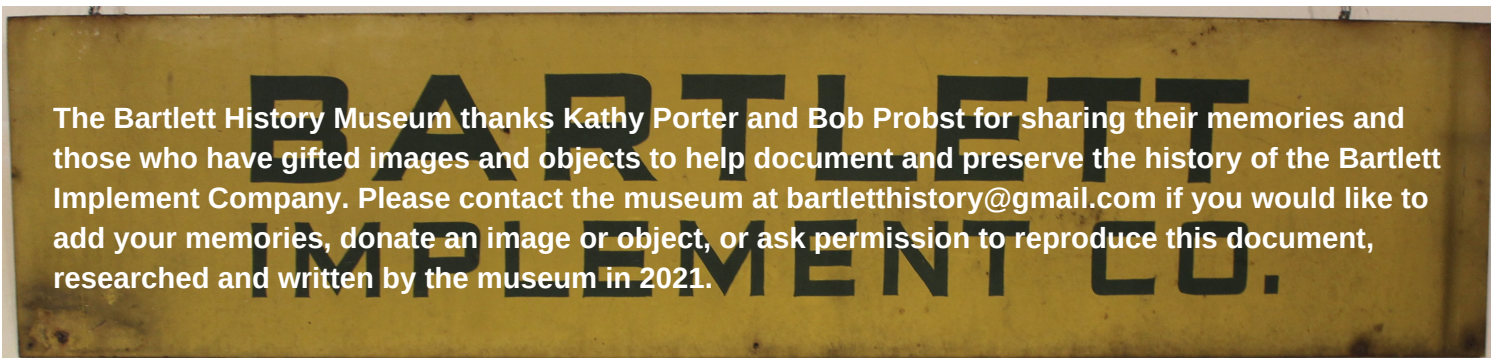 BARTLETT
IMPLEMENT CO.
The Bartlett History Museum thanks Kathy Porter and Bob Probst for sharing their memories and
those who have gifted images and objects to help document and preserve the history of the Bartlett
Implement Company. Please contact the museum at bartletthistory@gmail.com if you would like to
add your memories, donate an image or object, or ask permission to reproduce this document,
researched and written by the museum in 2021.